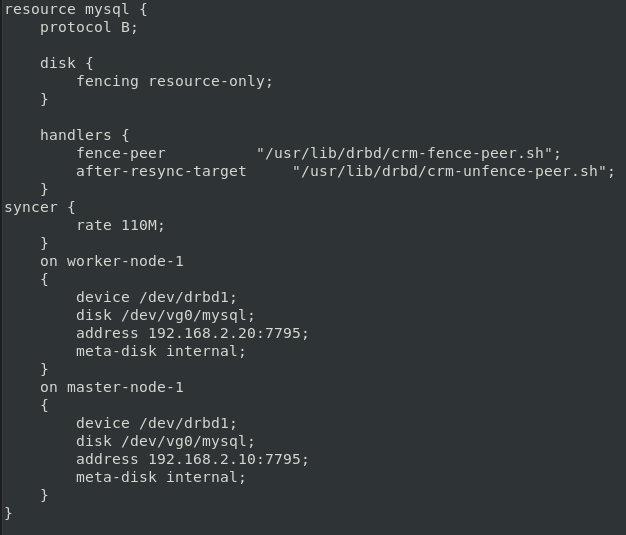 resource mysql {
    protocol B;

    disk {
        fencing resource-only;
    }

    handlers {
        fence-peer          "/usr/lib/drbd/crm-fence-peer.sh";
        after-resync-target     "/usr/lib/drbd/crm-unfence-peer.sh";
    }
syncer {
        rate 110M;
    }
    on worker-node-1
    {
        device /dev/drbd1;
        disk /dev/vg0/mysql;
        address 192.168.2.20:7795;
        meta-disk internal;
    }
    on master-node-1
    {
        device /dev/drbd1;
        disk /dev/vg0/mysql;
        address 192.168.2.10:7795;
        meta-disk internal;
    }
}